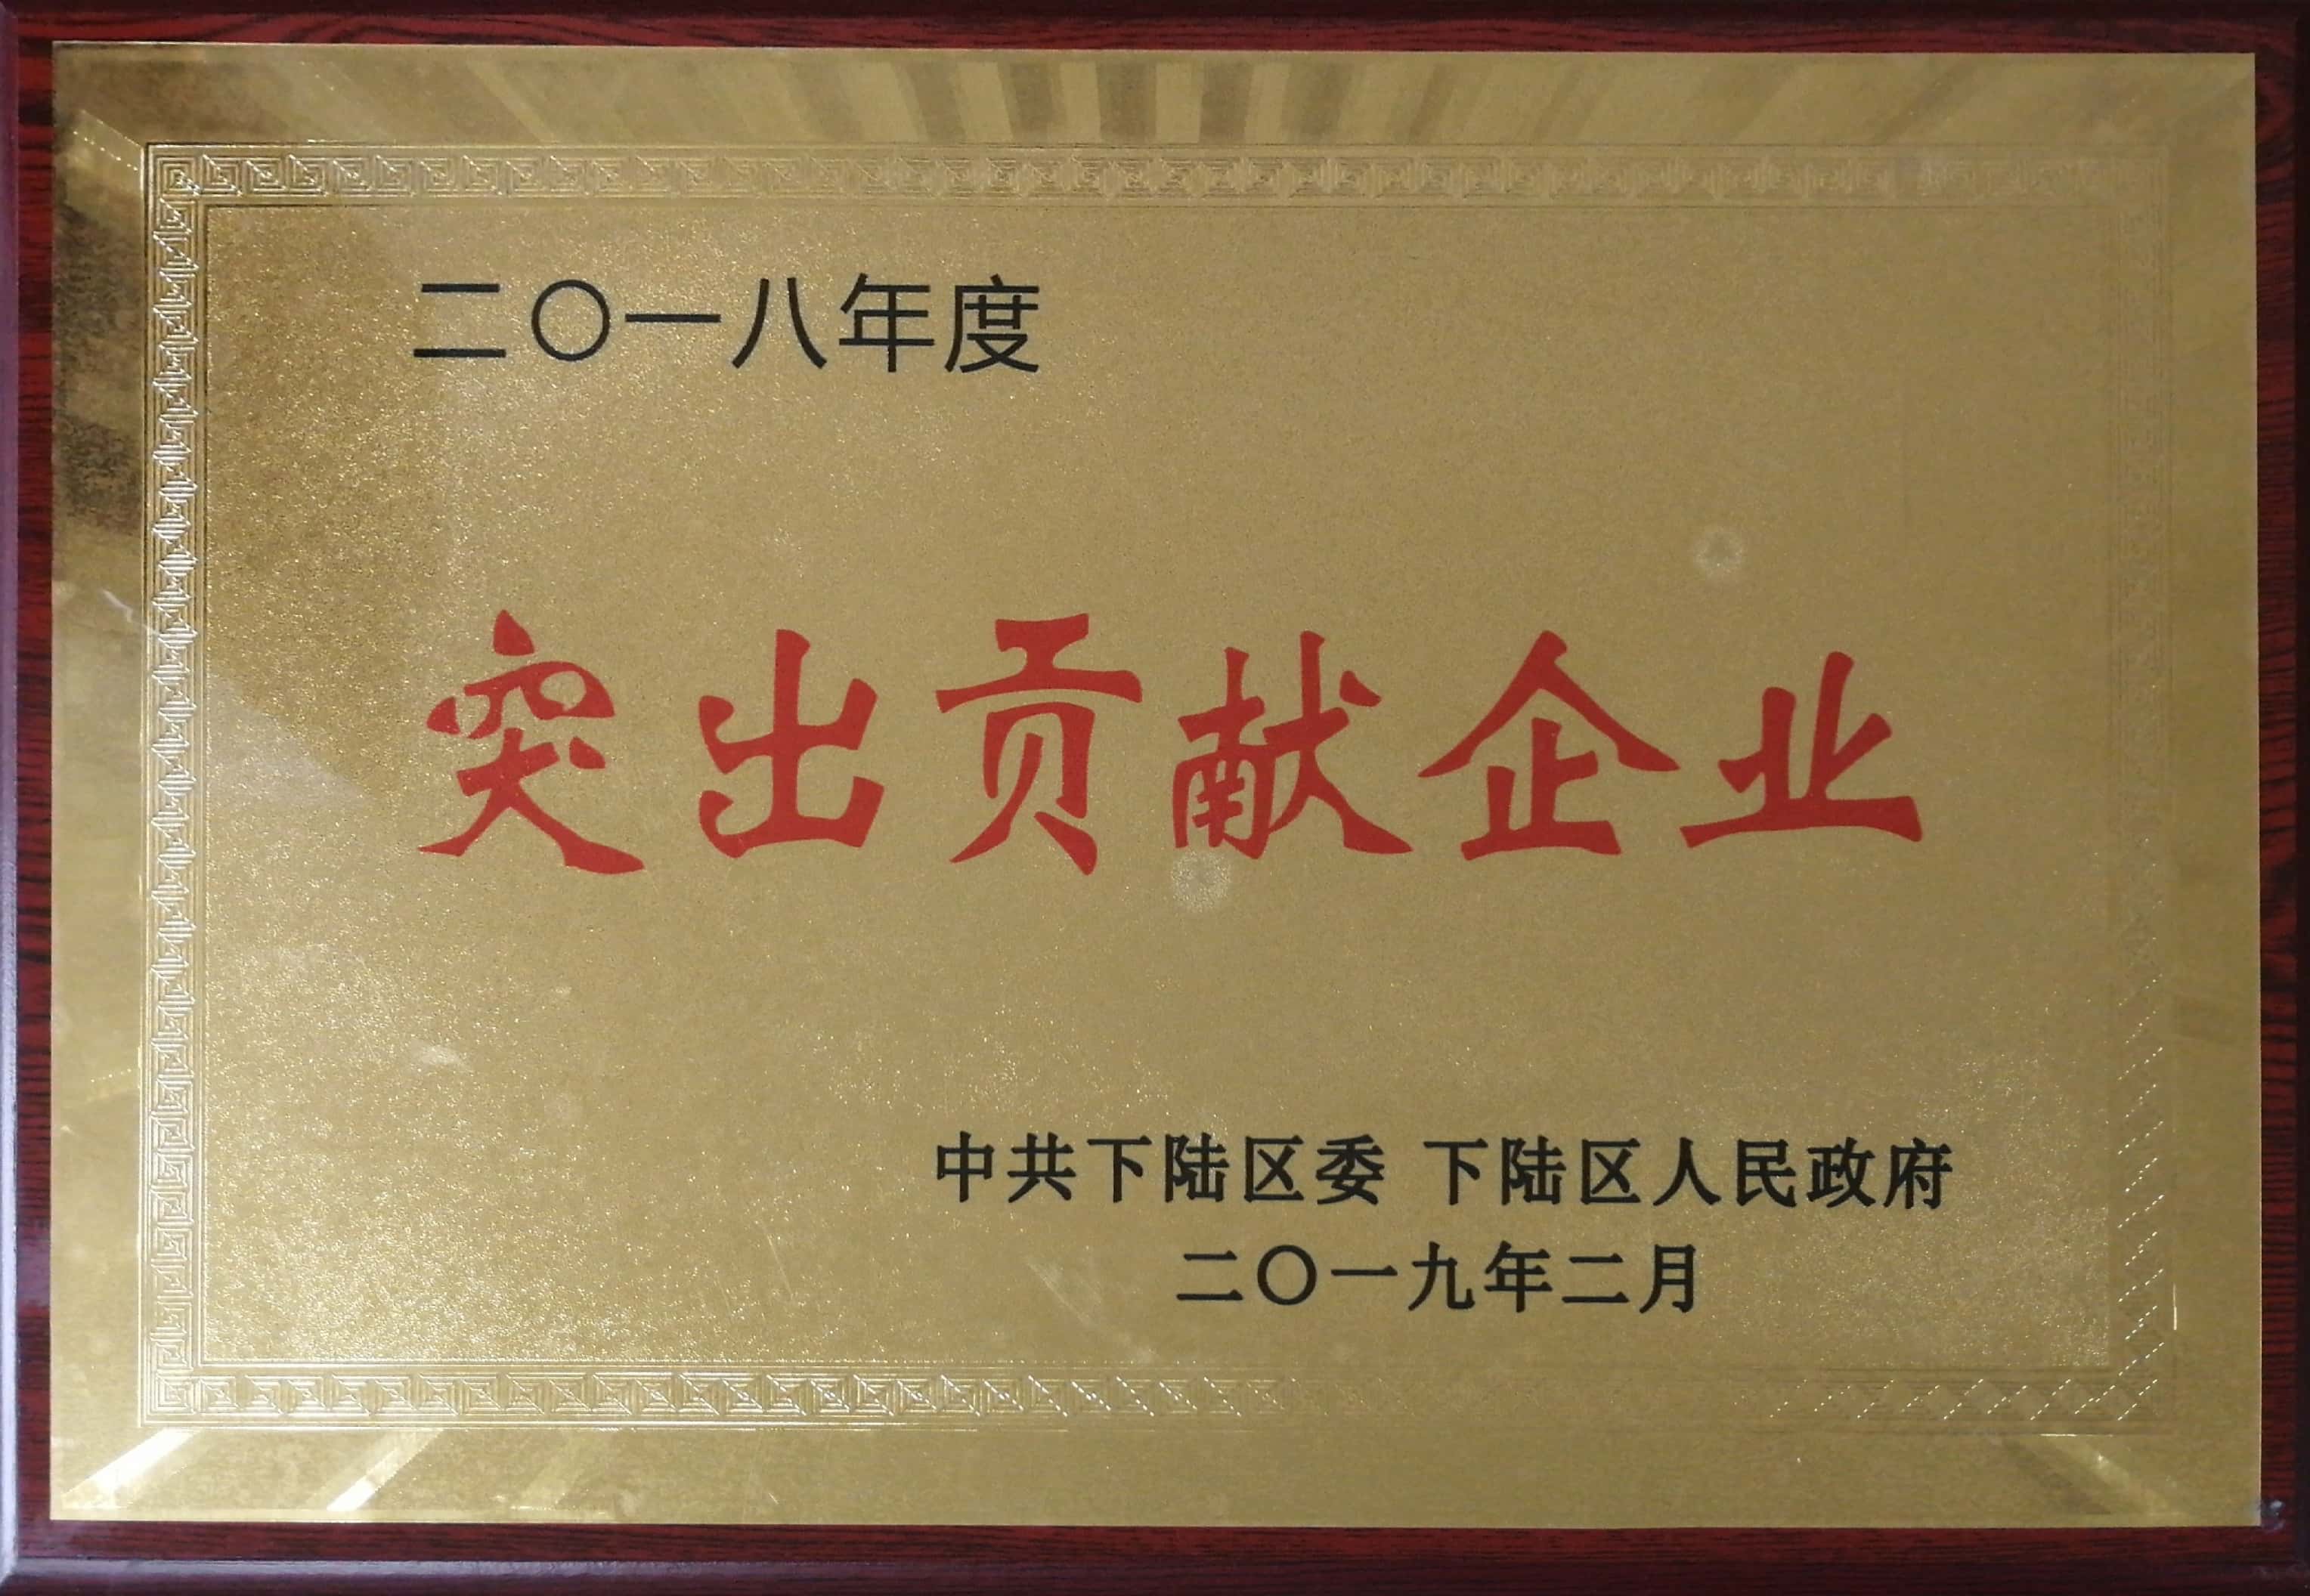 二〇一八年度
突出贡献企业
中共下陆区委 下陆区人民政府
二〇一九年二月